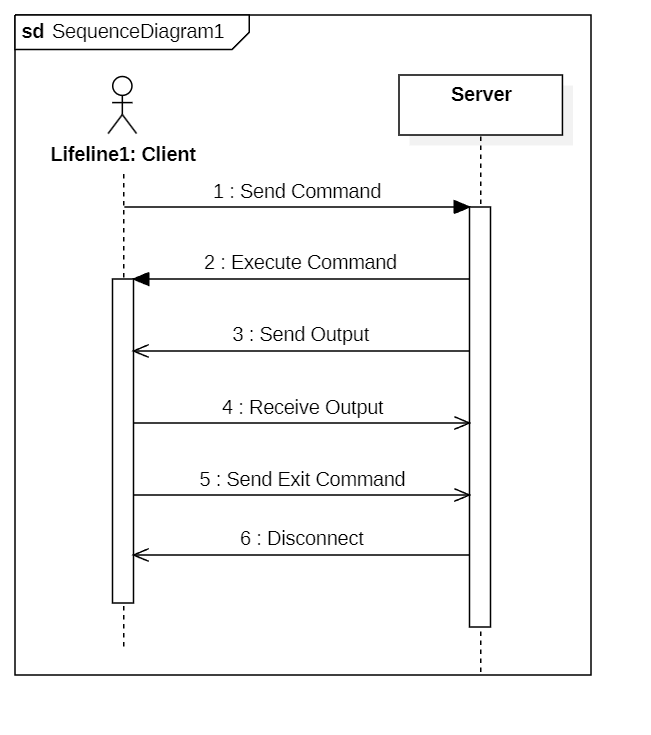 sd SequenceDiagram1
Server
Lifeline1: Client
1 : Send Command
2 : Execute Command
3 : Send Output
4 : Receive Output
5 : Send Exit Command
6 : Disconnect